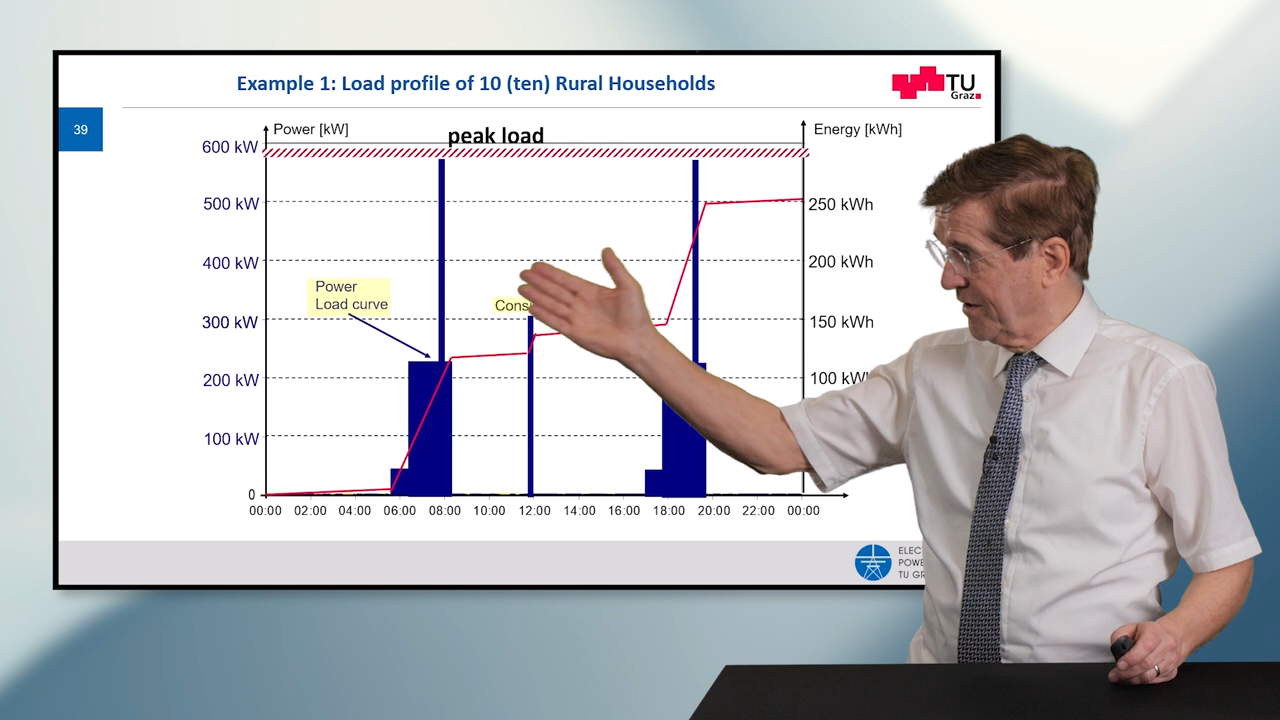 Example 1: Load profile of 10 (ten) Rural Households
TU
Graz
39
Power [kW]
peak load
Energy [kWh]
600 kW
500 kW
250 kWh
400 kW
200 kWh
Power
Load curve
300 kW
150 kWh
200 kW
100 kW
0
00:00 02:00 04:00 06:00 08:00 10:00 12:00 14:00 16:00 18:00 20:00 22:00 00:00
TU